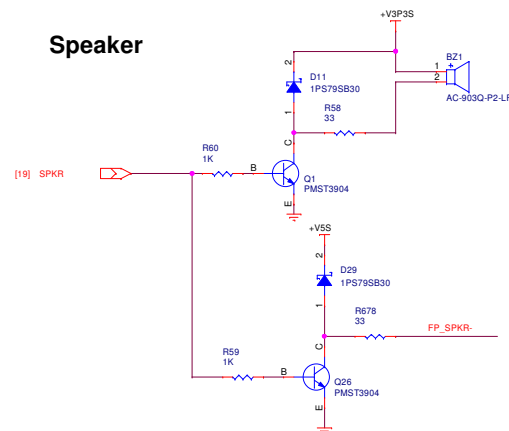 +V3P3S
Speaker
BZ1
1
2
+
AC-903Q-P2-LF
2
D11
1PS79SB30
1
R58
33
C
R60
1K
[19] SPKR
B
Q1
PMST3904
E
+V5S
2
D29
1PS79SB30
1
R678
33
FP_SPKR-
C
R59
1K
B
Q26
PMST3904
E